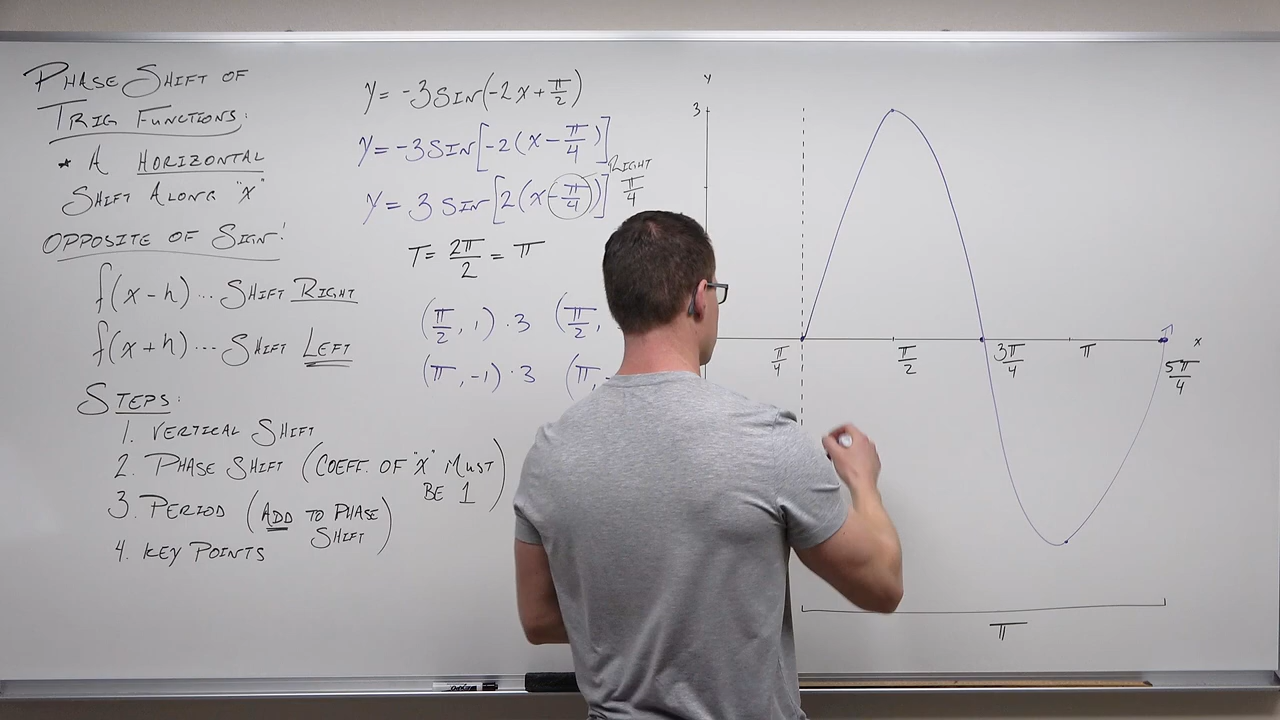 PHASE SHIFT OF
TRIG FUNCTIONS:
* A HORIZONTAL
SHIFT ALONG "X"
OPPOSITE OF SIGN!
f(x-h)... SHIFT RIGHT
f(x+h)... SHIFT LEFT
STEPS:
1. VERTICAL SHIFT
2. PHASE SHIFT (COEFF. OF "X" MUST
BE 1)
3. PERIOD (ADD TO PHASE
SHIFT)
4. KEY POINTS
y = -3 SIN(-2x + π/2)
y = -3 SIN[-2(x - π/4)]
y = 3 SIN[2(x - π/4)]
RIGHT
π/4
T = 2π/2 = π
(π/2, 1)·3 (π/2,
(π, -1)·3 (π, -
y
3
π/4 π/2 3π/4 π 5π/4 x
π